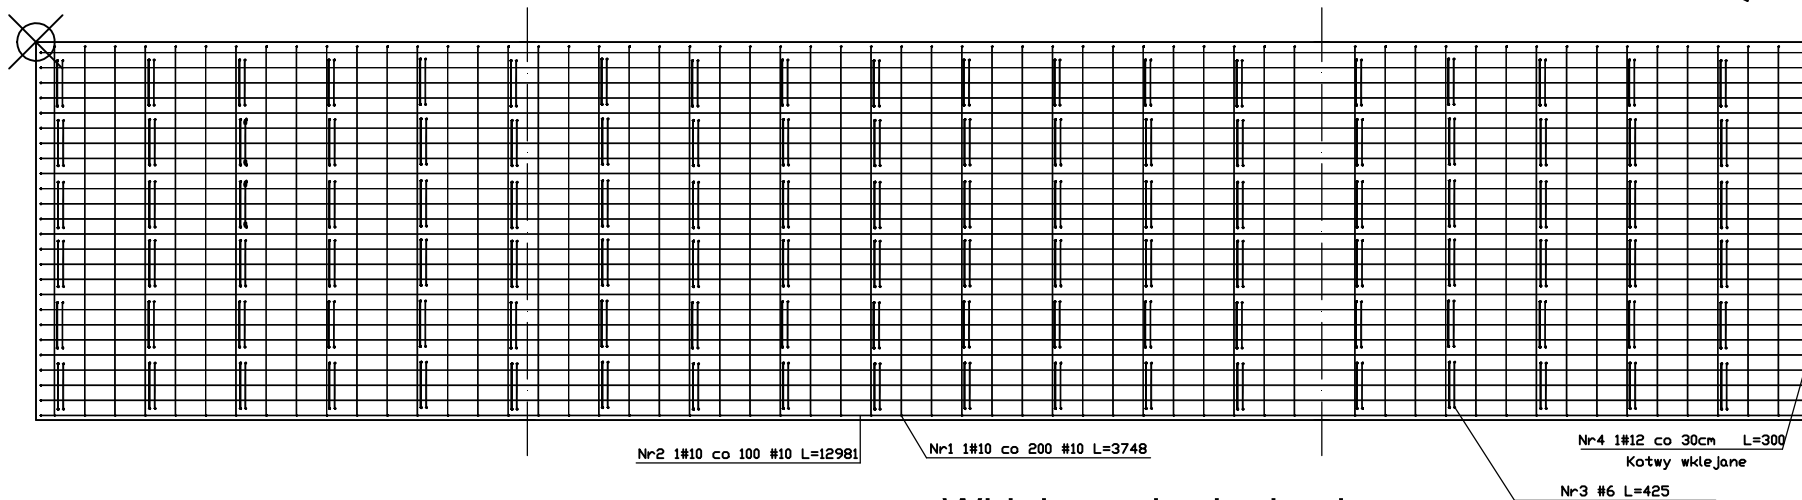 Nr2 1#10 co 100 #10 L=12981
Nr1 1#10 co 200 #10 L=3748
Nr4 1#12 co 30cm L=300
Kotwy wklejane
Nr3 #6 L=425